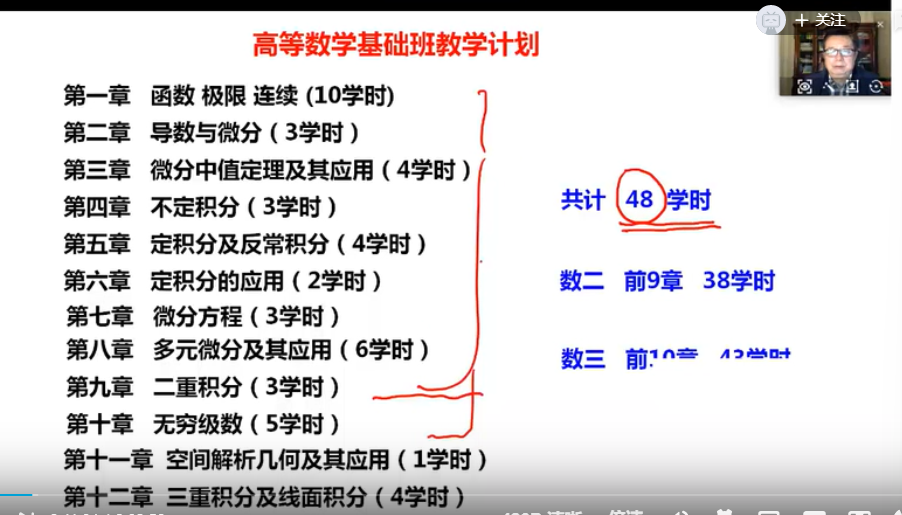 高等数学基础班教学计划
＋ 关注
第一章 函数 极限 连续 (10学时)
第二章 导数与微分（3学时）
第三章 微分中值定理及其应用（4学时）
第四章 不定积分（3学时）
第五章 定积分及反常积分（4学时）
第六章 定积分的应用（2学时）
第七章 微分方程（3学时）
第八章 多元微分及其应用（6学时）
第九章 二重积分（3学时）
第十章 无穷级数（5学时）
第十一章 空间解析几何及其应用（1学时）
第十二章 三重积分及线面积分（4学时）
共计 48 学时
数二 前9章 38学时
数三 前10章 43学时
480P 清晰 倍速